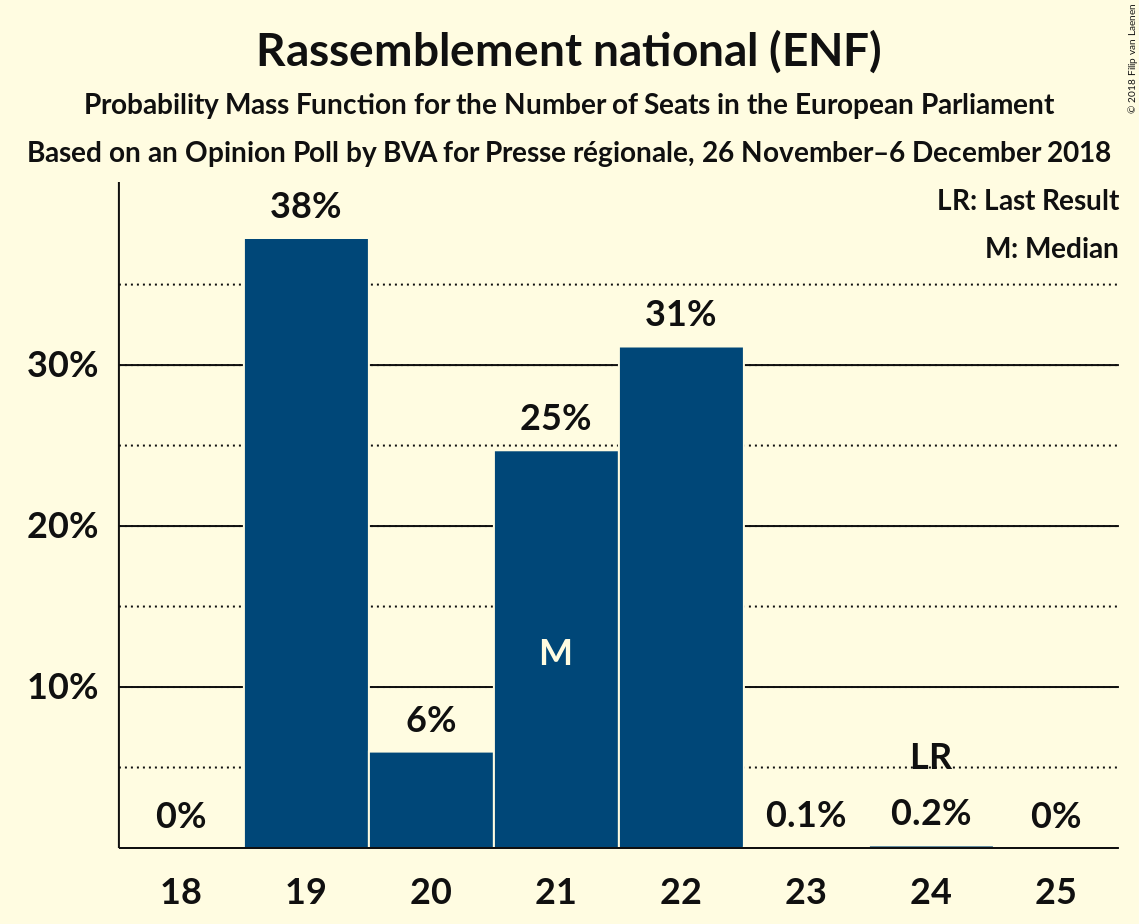 Rassemblement national (ENF)
Probability Mass Function for the Number of Seats in the European Parliament
Based on an Opinion Poll by BVA for Presse régionale, 26 November–6 December 2018
© 2018 Filip van Laenen
LR: Last Result
M: Median
38%
31%
30%
25%
20%
M
10%
6%
LR
0%
0.1%
0.2%
0%
18 19 20 21 22 23 24 25